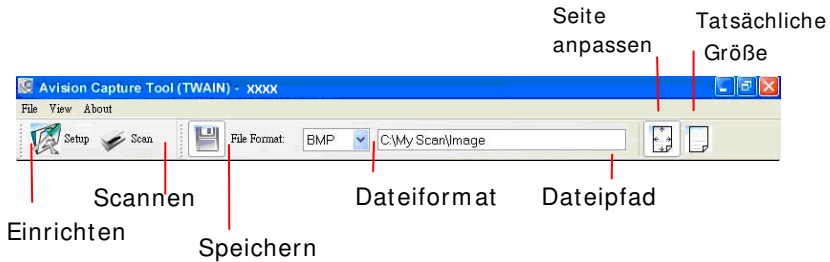 Seite
anpassen
Tatsächliche
Größe
Avision Capture Tool (TWAIN) - xxxx
File View About
Setup Scan File Format: BMP C:\My Scan\Image
Scannen
Dateiformat
Dateipfad
Einrichten
Speichern